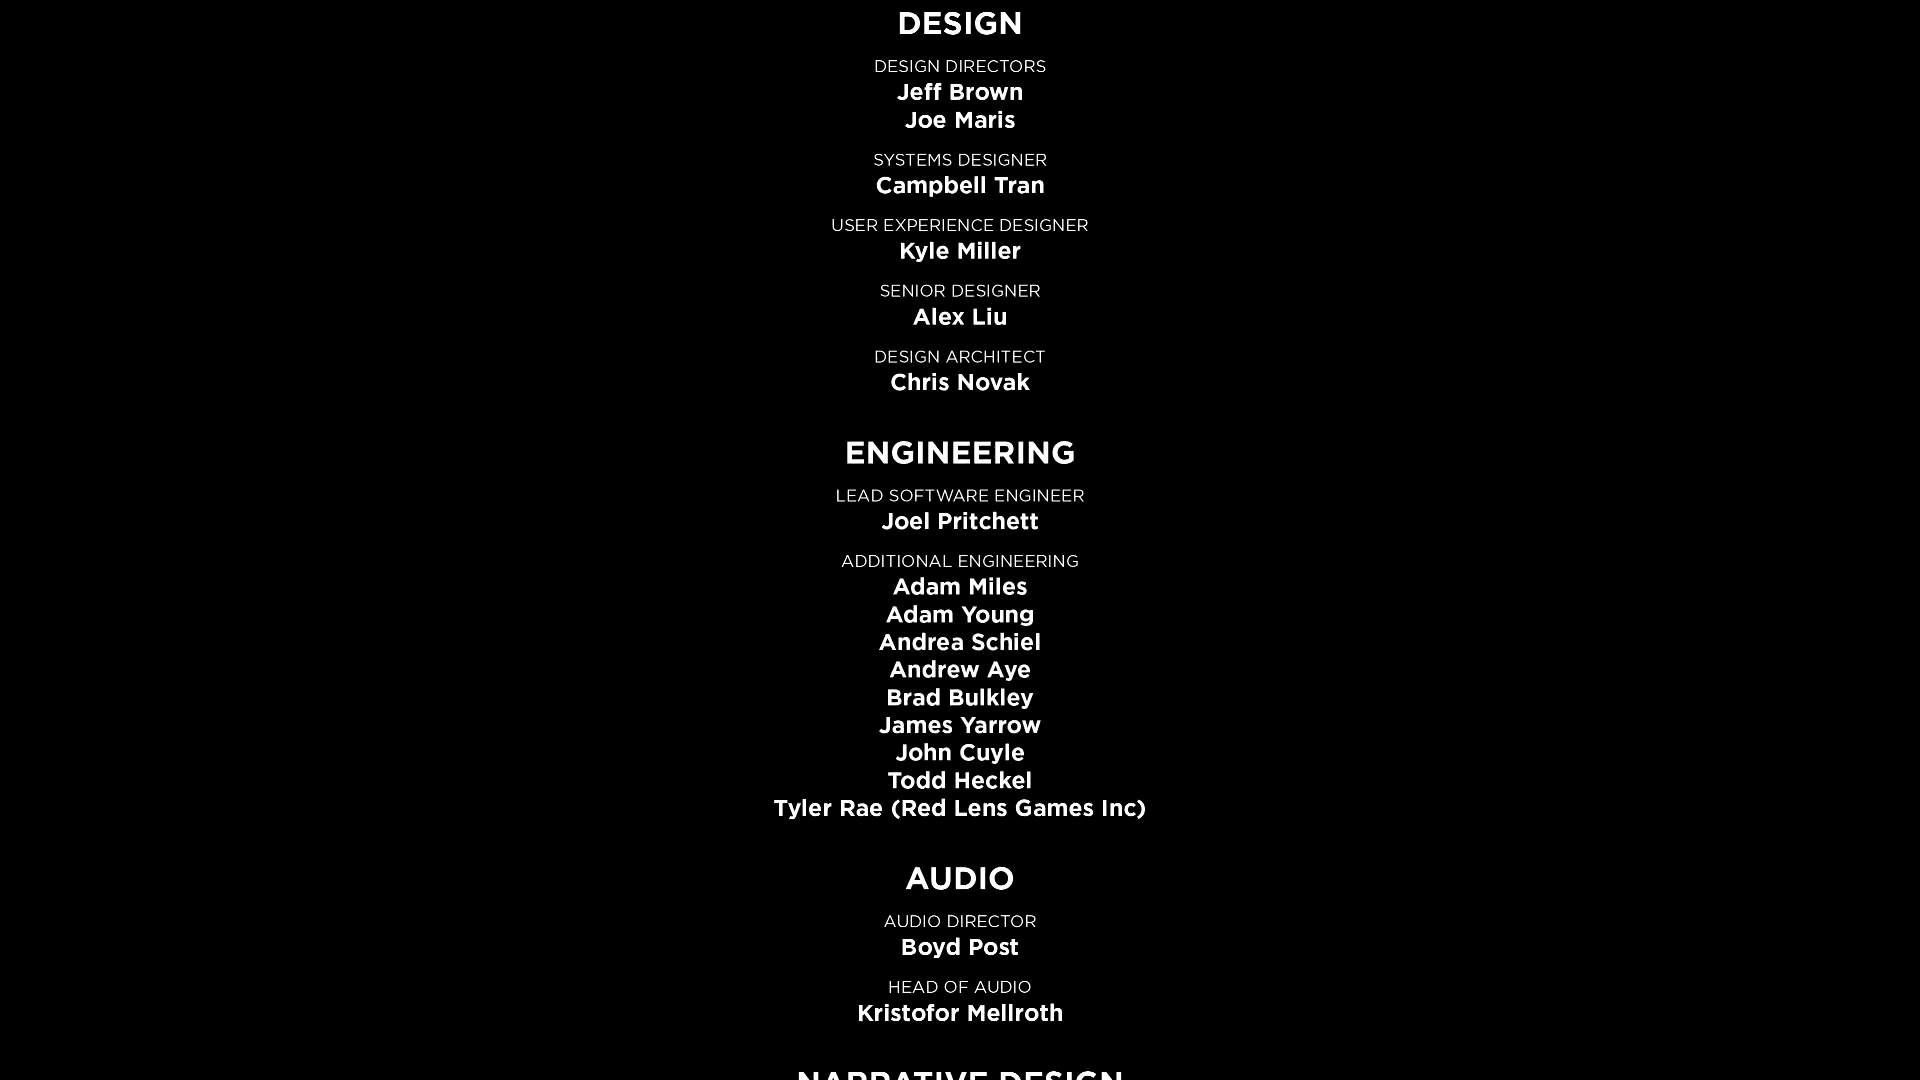 DESIGN
DESIGN DIRECTORS
Jeff Brown
Joe Maris
SYSTEMS DESIGNER
Campbell Tran
USER EXPERIENCE DESIGNER
Kyle Miller
SENIOR DESIGNER
Alex Liu
DESIGN ARCHITECT
Chris Novak
ENGINEERING
LEAD SOFTWARE ENGINEER
Joel Pritchett
ADDITIONAL ENGINEERING
Adam Miles
Adam Young
Andrea Schiel
Andrew Aye
Brad Bulkley
James Yarrow
John Cuyle
Todd Heckel
Tyler Rae (Red Lens Games Inc)
AUDIO
AUDIO DIRECTOR
Boyd Post
HEAD OF AUDIO
Kristofor Mellroth
NARRATIVE DESIGN